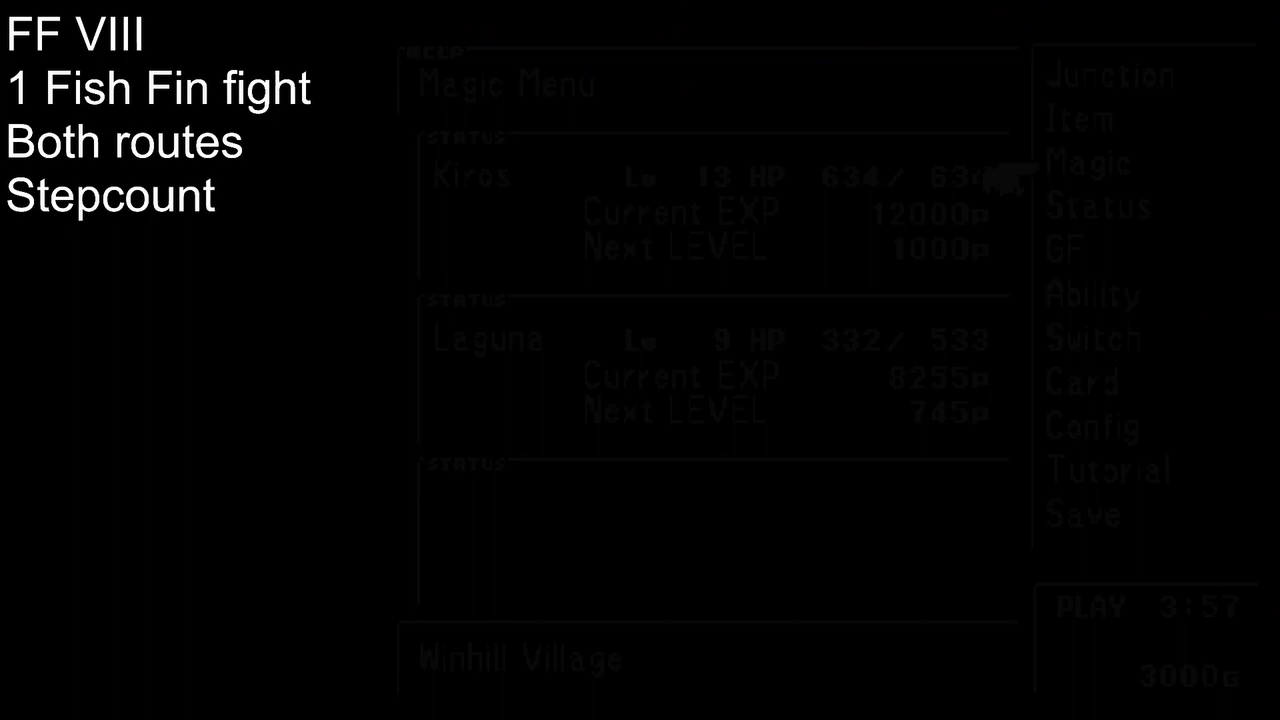 FF VIII
1 Fish Fin fight
Both routes
Stepcount
HELP
Magic Menu
STATUS
Kiros Lv 13 HP 634/ 634
Current EXP 12000P
Next LEVEL 1000P
STATUS
Laguna Lv 9 HP 332/ 533
Current EXP 8255P
Next LEVEL 745P
STATUS
Winhill Village
Junction
Item
Magic
Status
GF
Ability
Switch
Card
Config
Tutorial
Save
PLAY 3:57
3000G